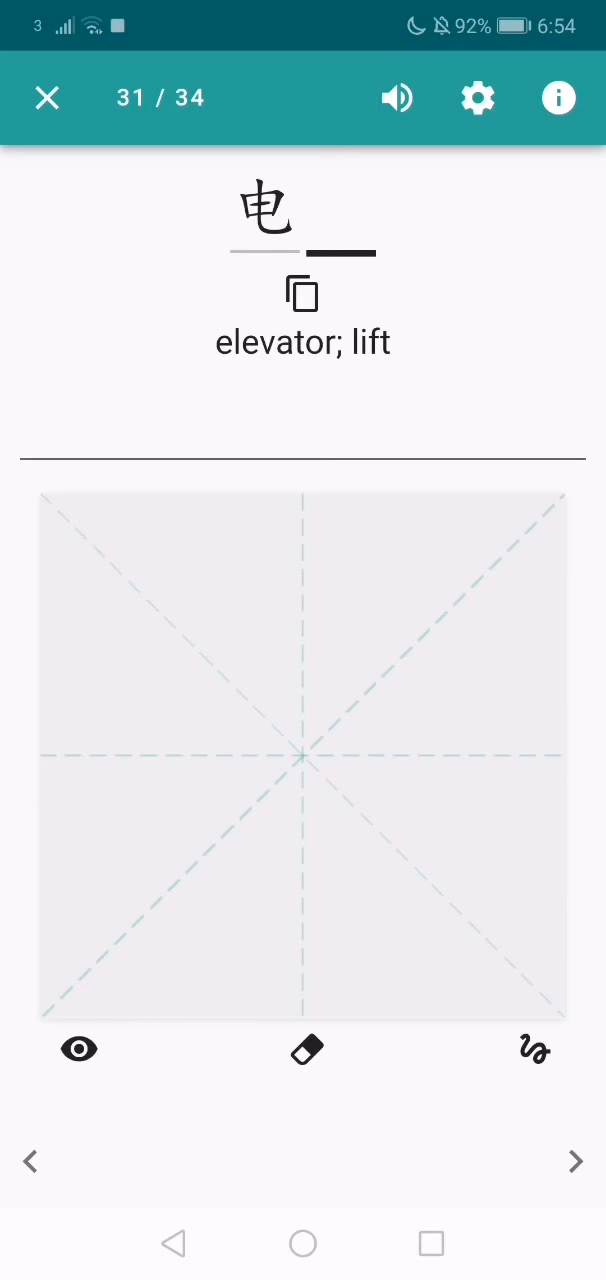 3 92% 6:54
31 / 34
电
elevator; lift